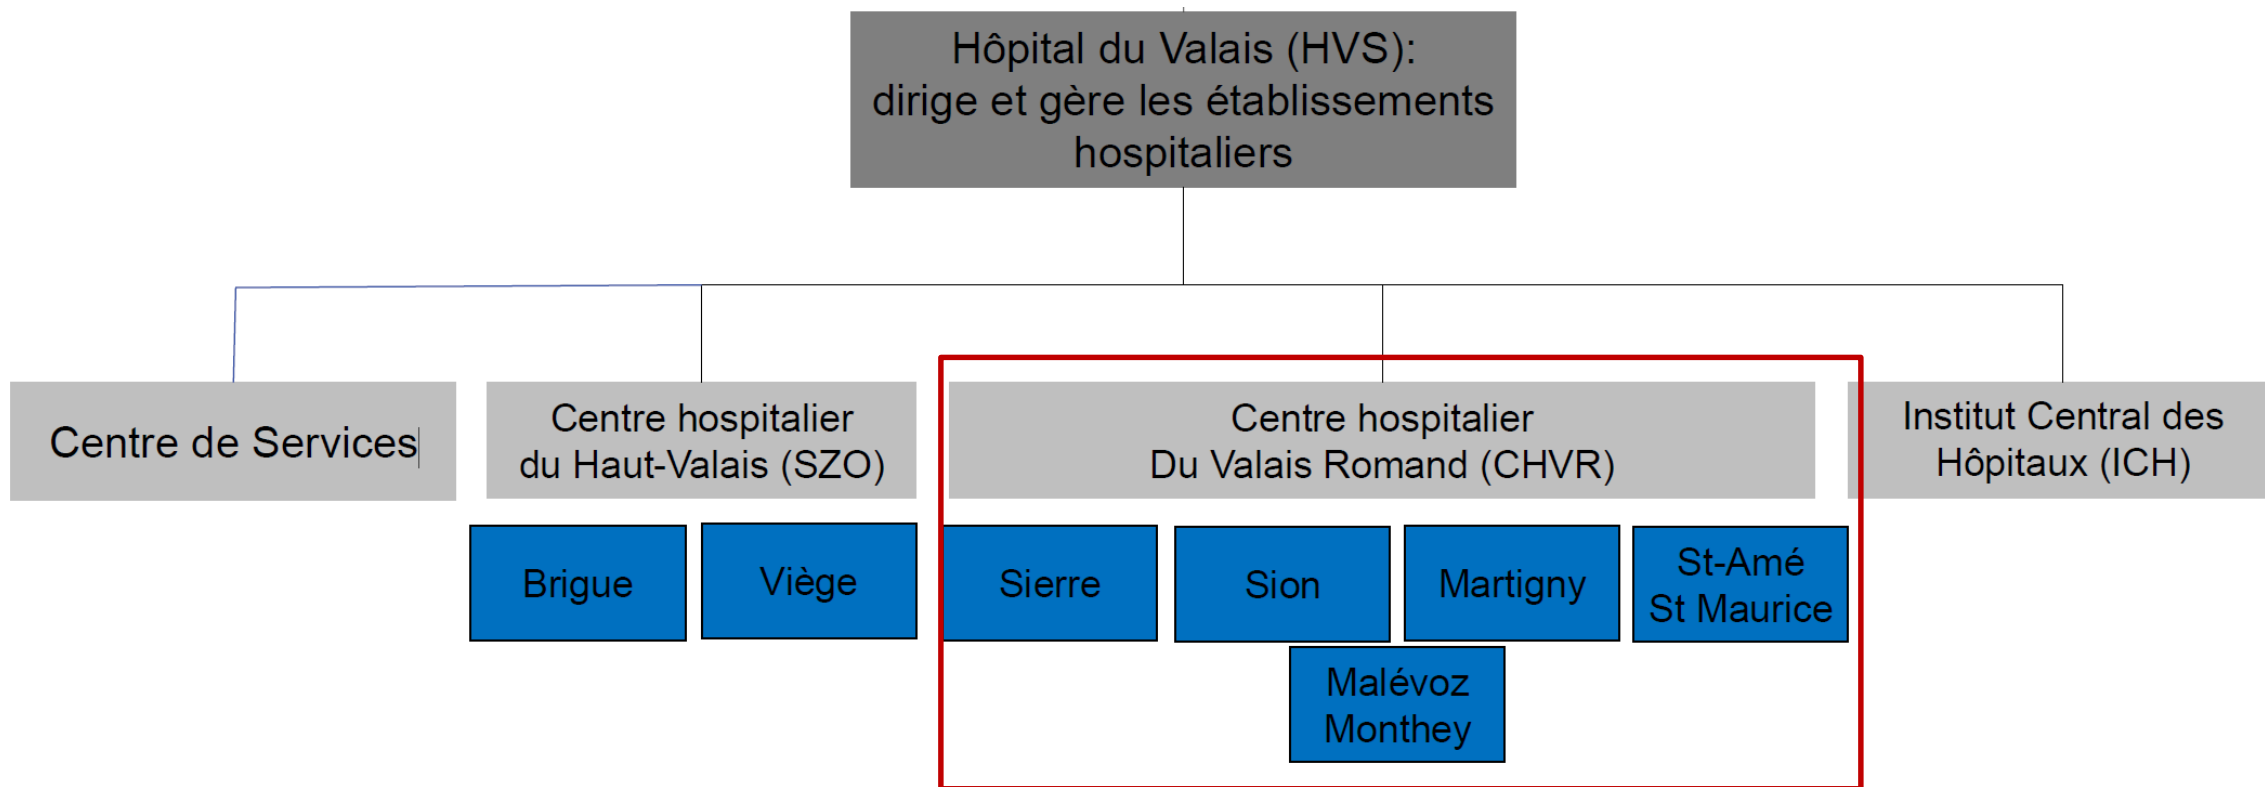 Hôpital du Valais (HVS):
dirige et gère les établissements
hospitaliers
Centre de Services
Centre hospitalier
du Haut-Valais (SZO)
Centre hospitalier
Du Valais Romand (CHVR)
Institut Central des
Hôpitaux (ICH)
Brigue
Viège
Sierre
Sion
Martigny
St-Amé
St Maurice
Malévoz
Monthey